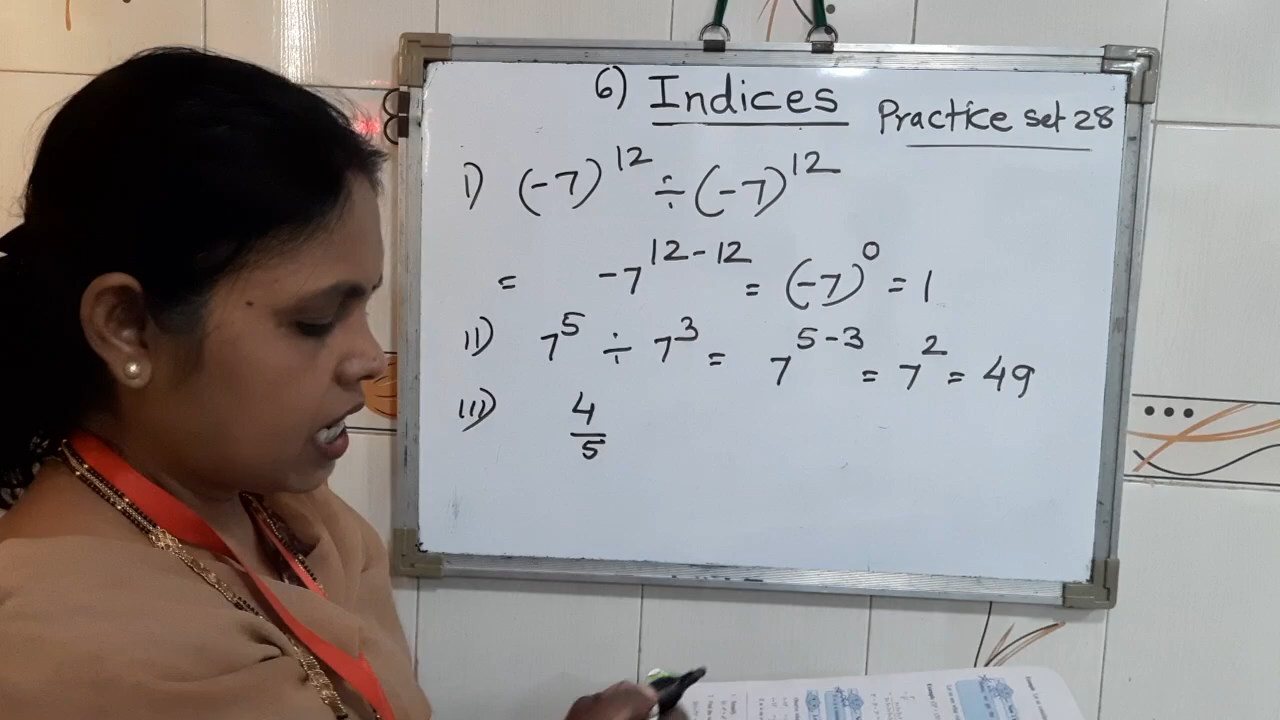 6) Indices Practice set 28
i) (-7)^12 ÷ (-7)^12
= -7^12-12 = (-7)^0 = 1
ii) 7^5 ÷ 7^3 = 7^5-3 = 7^2 = 49
iii) 4/5